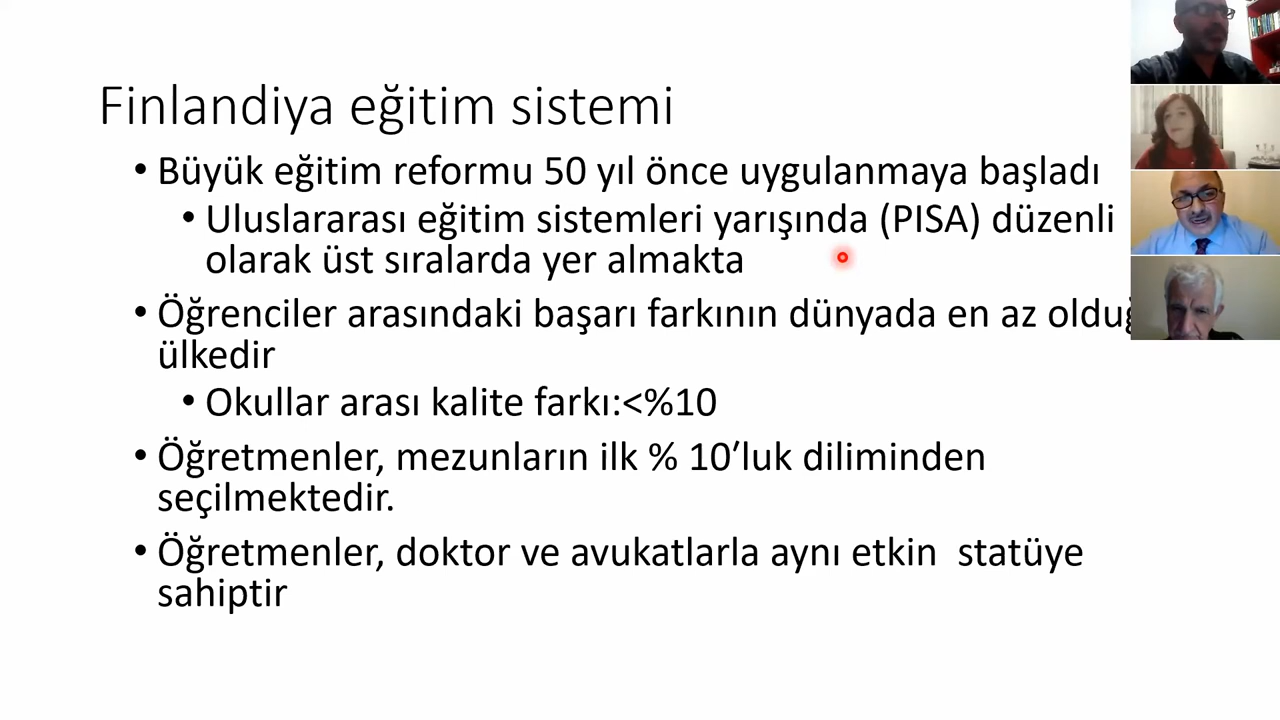 Finlandiya eğitim sistemi
• Büyük eğitim reformu 50 yıl önce uygulanmaya başladı
• Uluslararası eğitim sistemleri yarışında (PISA) düzenli
olarak üst sıralarda yer almakta
• Öğrenciler arasındaki başarı farkının dünyada en az
ülkedir
• Okullar arası kalite farkı:<%10
• Öğretmenler, mezunların ilk % 10’luk diliminden
seçilmektedir.
• Öğretmenler, doktor ve avukatlarla aynı etkin  statüye
sahiptir